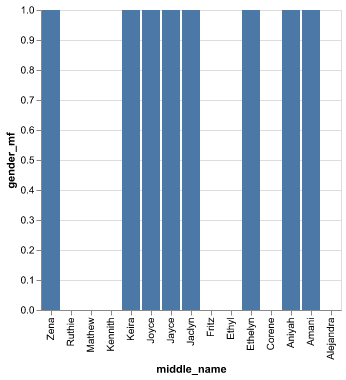 1.0
0.9
0.8
0.7
0.6
0.5
0.4
0.3
0.2
0.1
0.0
gender_mf
Zena
Ruthie
Mathew
Kennith
Keira
Joyce
Jayce
Jaclyn
Fritz
Ethyl
Ethelyn
Corene
Aniyah
Amani
Alejandra
middle_name